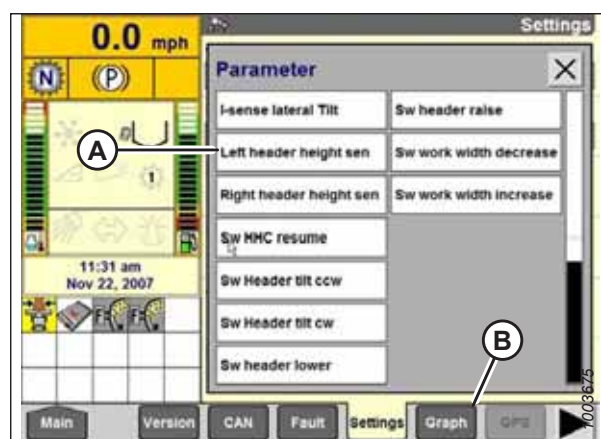 0.0 mph
Settings
N
(P)
Parameter
X
I-sense lateral Tilt
Sw header raise
A
Left header height sen
Sw work width decrease
1
Right header height sen
Sw work width increase
Sw HHC resume
11:31 am
Nov 22, 2007
Sw Header tilt ccw
F
F
Sw Header tilt cw
B
Sw header lower
1003675
Main
Version
CAN
Fault
Settings
Graph
GPS